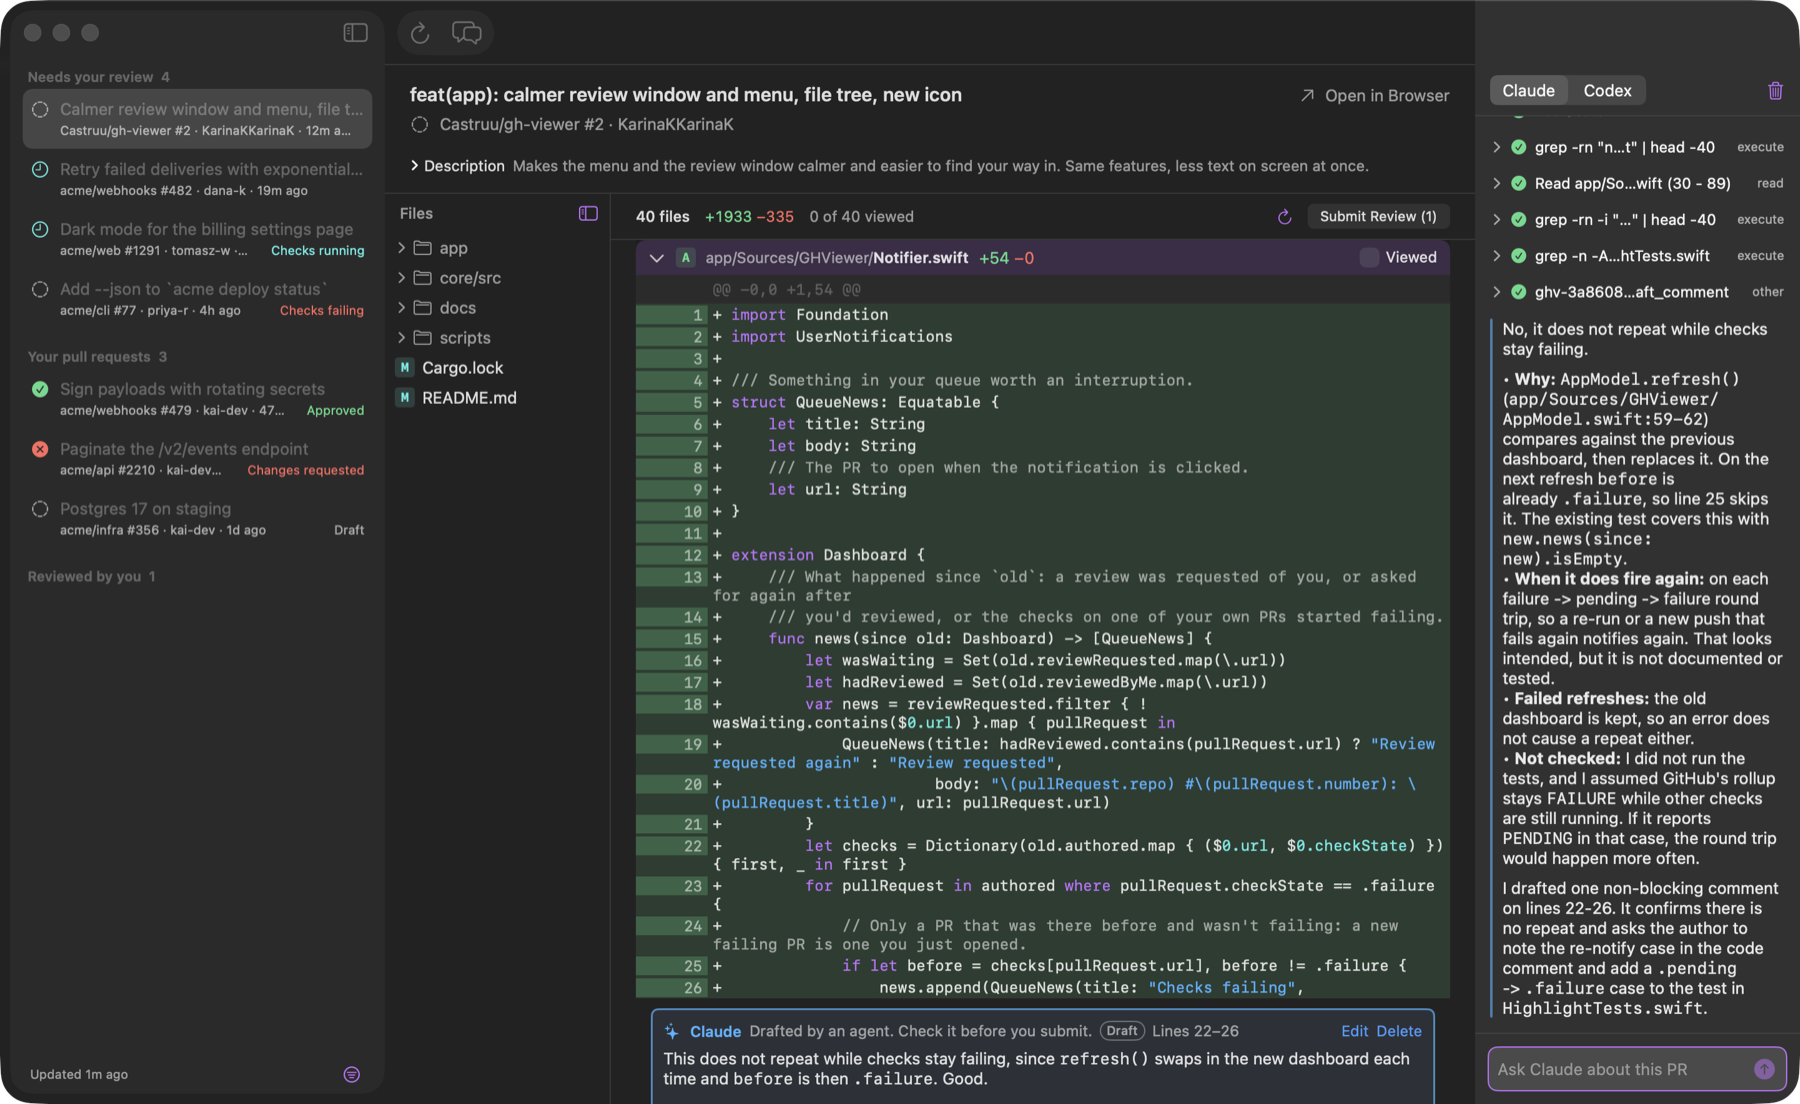 Needs your review 4
Calmer review window and menu, file t...
Castruu/gh-viewer #2 · KarinaKKarinaK · 12m a...
Retry failed deliveries with exponential...
acme/webhooks #482 · dana-k · 19m ago
Dark mode for the billing settings page
acme/web #1291 · tomasz-w ·... Checks running
Add --json to `acme deploy status`
acme/cli #77 · priya-r · 4h ago Checks failing
Your pull requests 3
Sign payloads with rotating secrets
acme/webhooks #479 · kai-dev · 47... Approved
Paginate the /v2/events endpoint
acme/api #2210 · kai-dev... Changes requested
Postgres 17 on staging
acme/infra #356 · kai-dev · 1d ago Draft
Reviewed by you 1
Updated 1m ago
feat(app): calmer review window and menu, file tree, new icon
Open in Browser
Castruu/gh-viewer #2 · KarinaKKarinaK
Description Makes the menu and the review window calmer and easier to find your way in. Same features, less text on screen at once.
Files
app
core/src
docs
scripts
M Cargo.lock
M README.md
40 files +1933 −335 0 of 40 viewed
Submit Review (1)
A app/Sources/GHViewer/Notifier.swift +54 −0 Viewed
@@ -0,0 +1,54 @@
1 + import Foundation
2 + import UserNotifications
3 +
4 + /// Something in your queue worth an interruption.
5 + struct QueueNews: Equatable {
6 + let title: String
7 + let body: String
8 + /// The PR to open when the notification is clicked.
9 + let url: String
10 + }
11 +
12 + extension Dashboard {
13 + /// What happened since `old`: a review was requested of you, or asked
for again after
14 + /// you'd reviewed, or the checks on one of your own PRs started failing.
15 + func news(since old: Dashboard) -> [QueueNews] {
16 + let wasWaiting = Set(old.reviewRequested.map(\.url))
17 + let hadReviewed = Set(old.reviewedByMe.map(\.url))
18 + var news = reviewRequested.filter { !
wasWaiting.contains($0.url) }.map { pullRequest in
19 + QueueNews(title: hadReviewed.contains(pullRequest.url) ? "Review
requested again" : "Review requested",
20 + body: "\(pullRequest.repo) #\(pullRequest.number): \
(pullRequest.title)", url: pullRequest.url)
21 + }
22 + let checks = Dictionary(old.authored.map { ($0.url, $0.checkState) })
{ first, _ in first }
23 + for pullRequest in authored where pullRequest.checkState == .failure
{
24 + // Only a PR that was there before and wasn't failing: a new
failing PR is one you just opened.
25 + if let before = checks[pullRequest.url], before != .failure {
26 + news.append(QueueNews(title: "Checks failing",
Claude Drafted by an agent. Check it before you submit. Draft Lines 22–26 Edit Delete
This does not repeat while checks stay failing, since refresh() swaps in the new dashboard each
time and before is then .failure. Good.
Claude Codex
grep -rn "n...t" | head -40 execute
Read app/So...wift (30 - 89) read
grep -rn -i "..." | head -40 execute
grep -n -A...htTests.swift execute
ghv-3a8608...aft_comment other
No, it does not repeat while checks
stay failing.
• Why: AppModel.refresh()
(app/Sources/GHViewer/
AppModel.swift:59–62)
compares against the previous
dashboard, then replaces it. On the
next refresh before is
already .failure, so line 25 skips
it. The existing test covers this with
new.news(since:
new).isEmpty.
• When it does fire again: on each
failure -> pending -> failure round
trip, so a re-run or a new push that
fails again notifies again. That looks
intended, but it is not documented or
tested.
• Failed refreshes: the old
dashboard is kept, so an error does
not cause a repeat either.
• Not checked: I did not run the
tests, and I assumed GitHub's rollup
stays FAILURE while other checks
are still running. If it reports
PENDING in that case, the round trip
would happen more often.
I drafted one non-blocking comment
on lines 22-26. It confirms there is
no repeat and asks the author to
note the re-notify case in the code
comment and add a .pending
-> .failure case to the test in
HighlightTests.swift.
Ask Claude about this PR